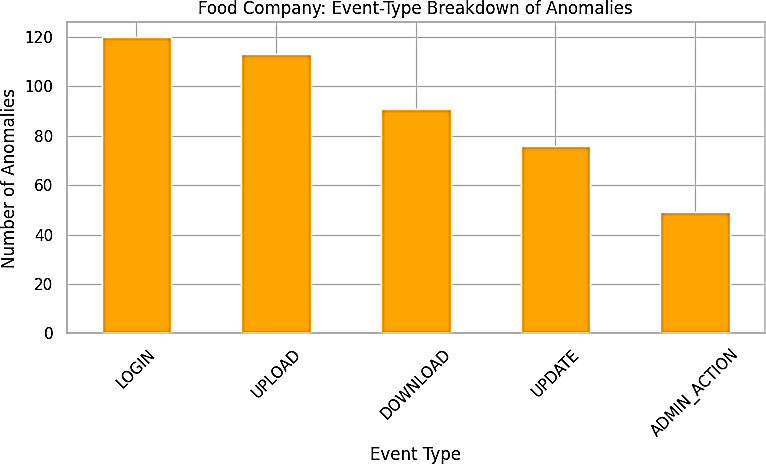 Food Company: Event-Type Breakdown of Anomalies
Number of Anomalies
120
100
80
60
40
20
0
LOGIN
UPLOAD
DOWNLOAD
UPDATE
ADMIN_ACTION
Event Type